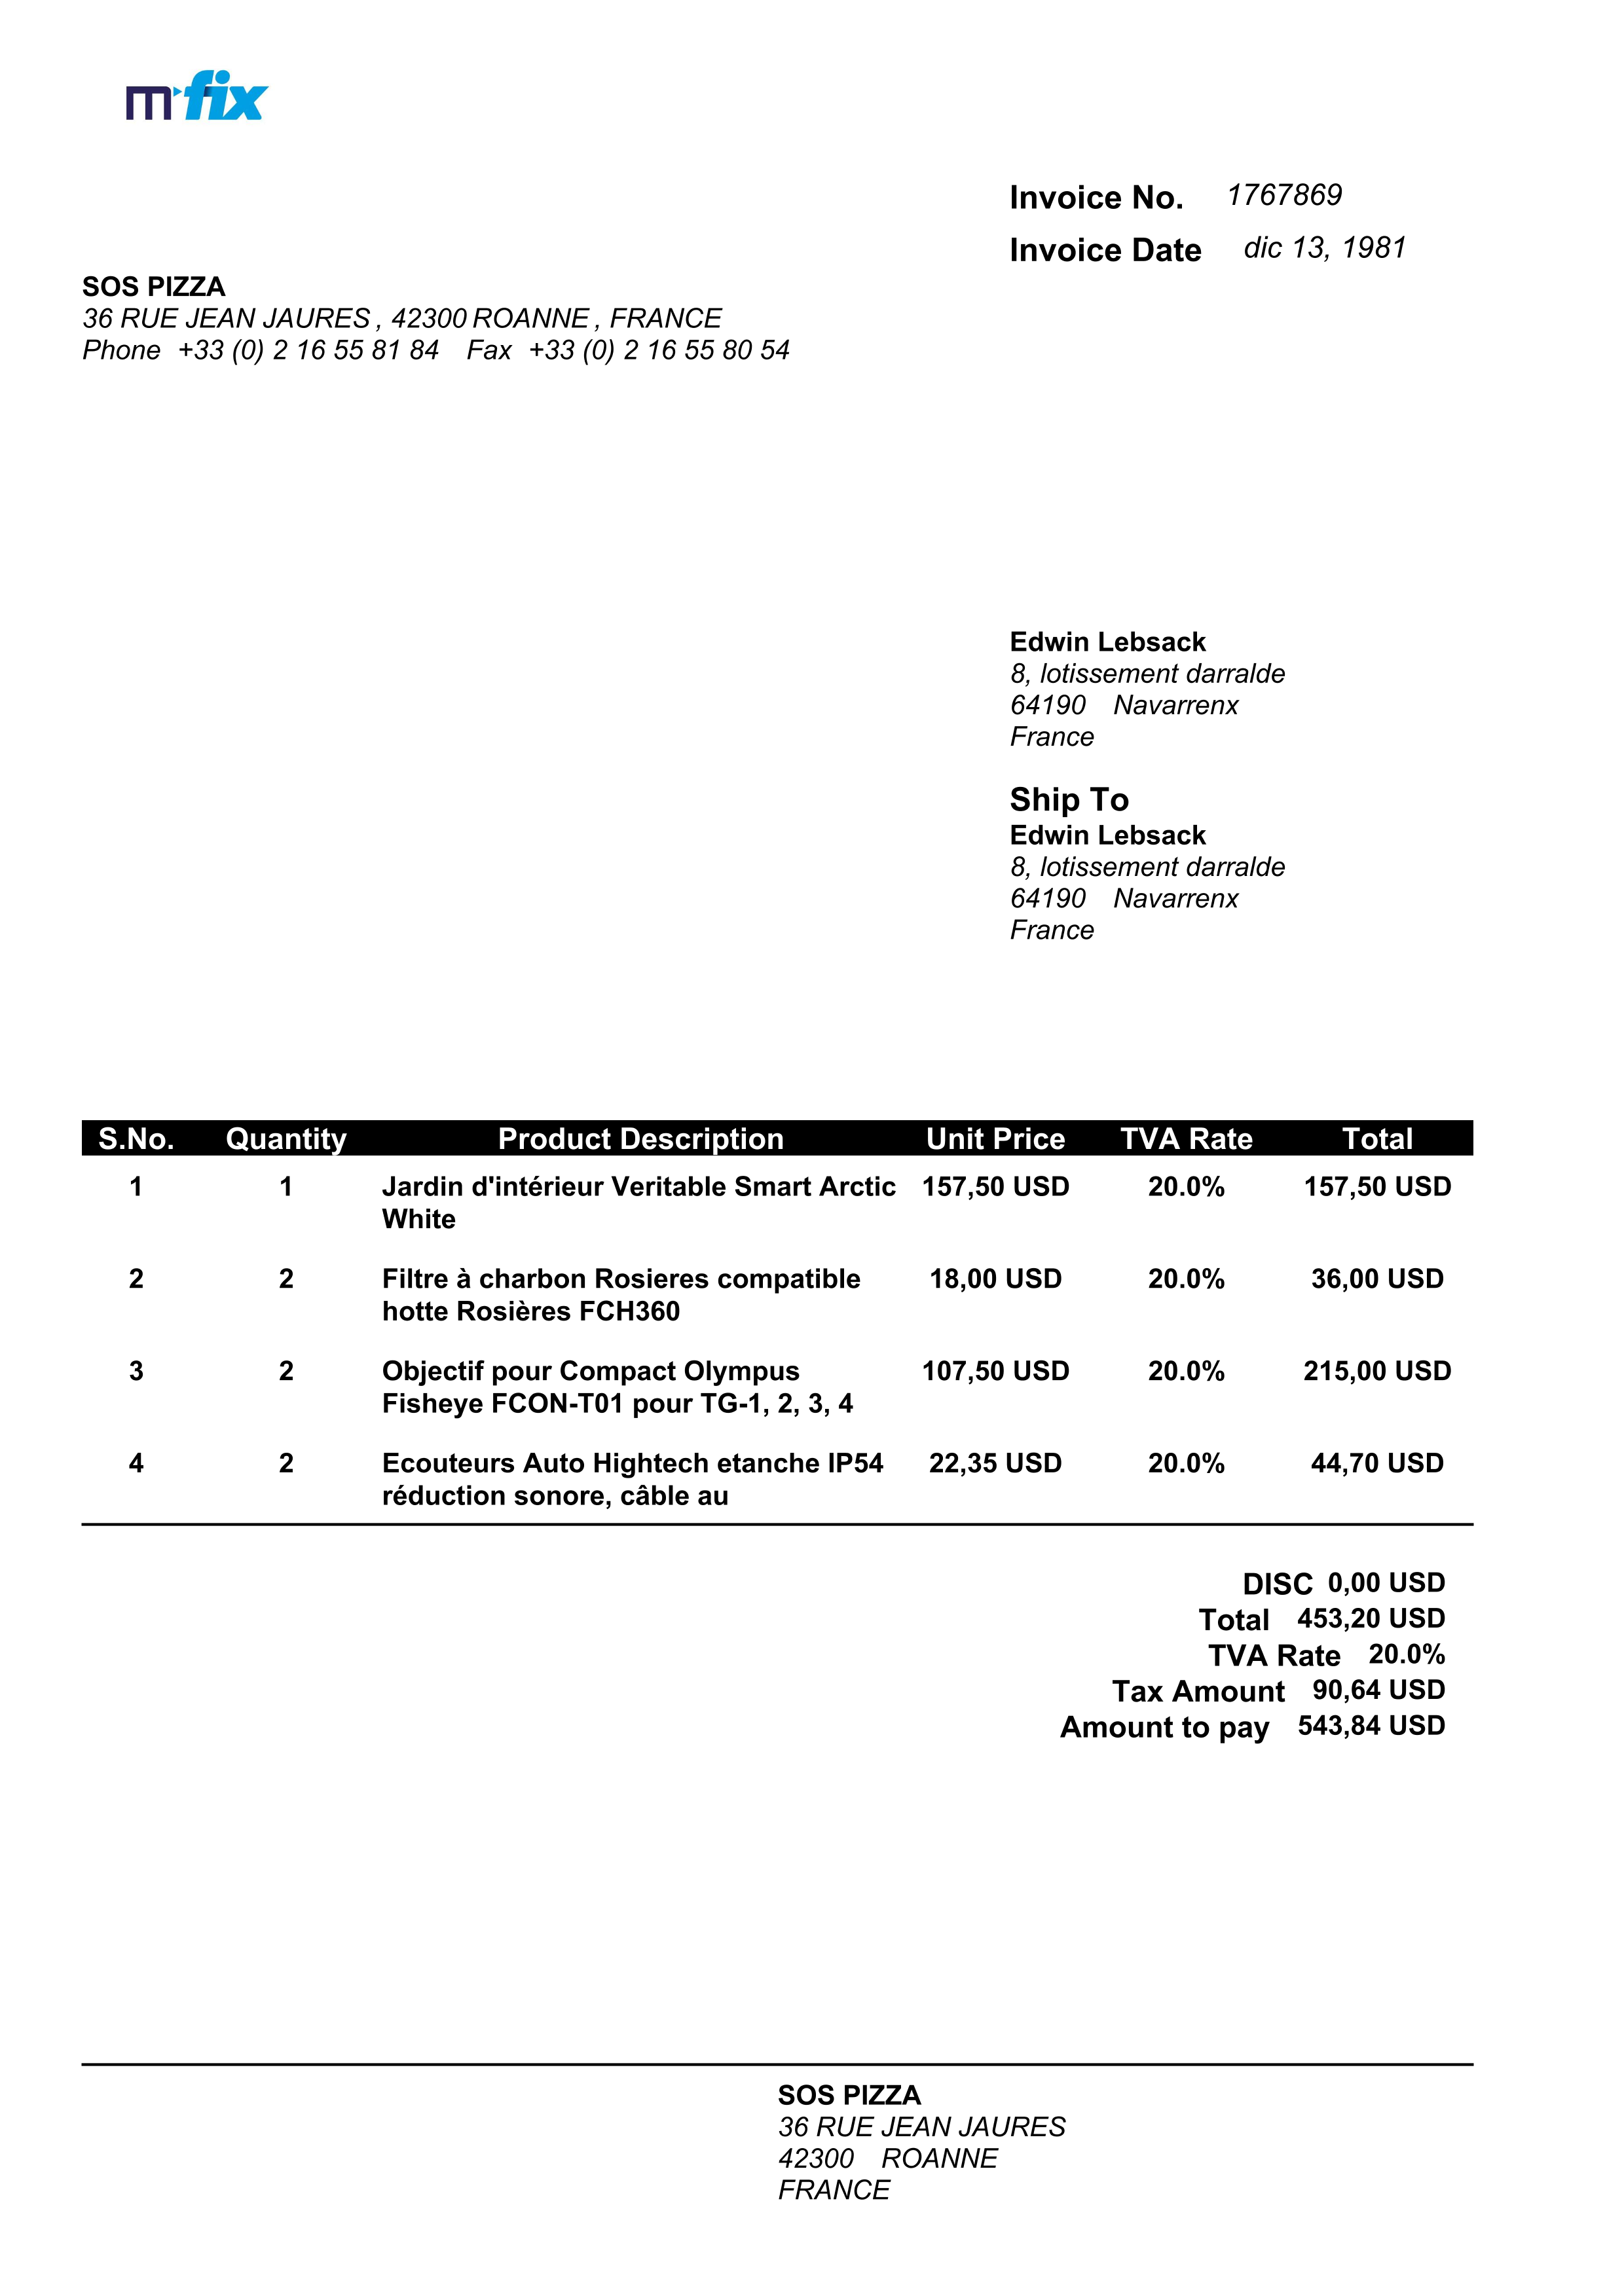 m fix
Invoice No. 1767869
Invoice Date dic 13, 1981
SOS PIZZA
36 RUE JEAN JAURES , 42300 ROANNE , FRANCE
Phone +33 (0) 2 16 55 81 84 Fax +33 (0) 2 16 55 80 54
Edwin Lebsack
8, lotissement darralde
64190 Navarrenx
France
Ship To
Edwin Lebsack
8, lotissement darralde
64190 Navarrenx
France
S.No. Quantity Product Description Unit Price TVA Rate Total
1 1 Jardin d'intérieur Veritable Smart Arctic 157,50 USD 20.0% 157,50 USD
White
2 2 Filtre à charbon Rosieres compatible 18,00 USD 20.0% 36,00 USD
hotte Rosières FCH360
3 2 Objectif pour Compact Olympus 107,50 USD 20.0% 215,00 USD
Fisheye FCON-T01 pour TG-1, 2, 3, 4
4 2 Ecouteurs Auto Hightech etanche IP54 22,35 USD 20.0% 44,70 USD
réduction sonore, câble au
DISC 0,00 USD
Total 453,20 USD
TVA Rate 20.0%
Tax Amount 90,64 USD
Amount to pay 543,84 USD
SOS PIZZA
36 RUE JEAN JAURES
42300 ROANNE
FRANCE